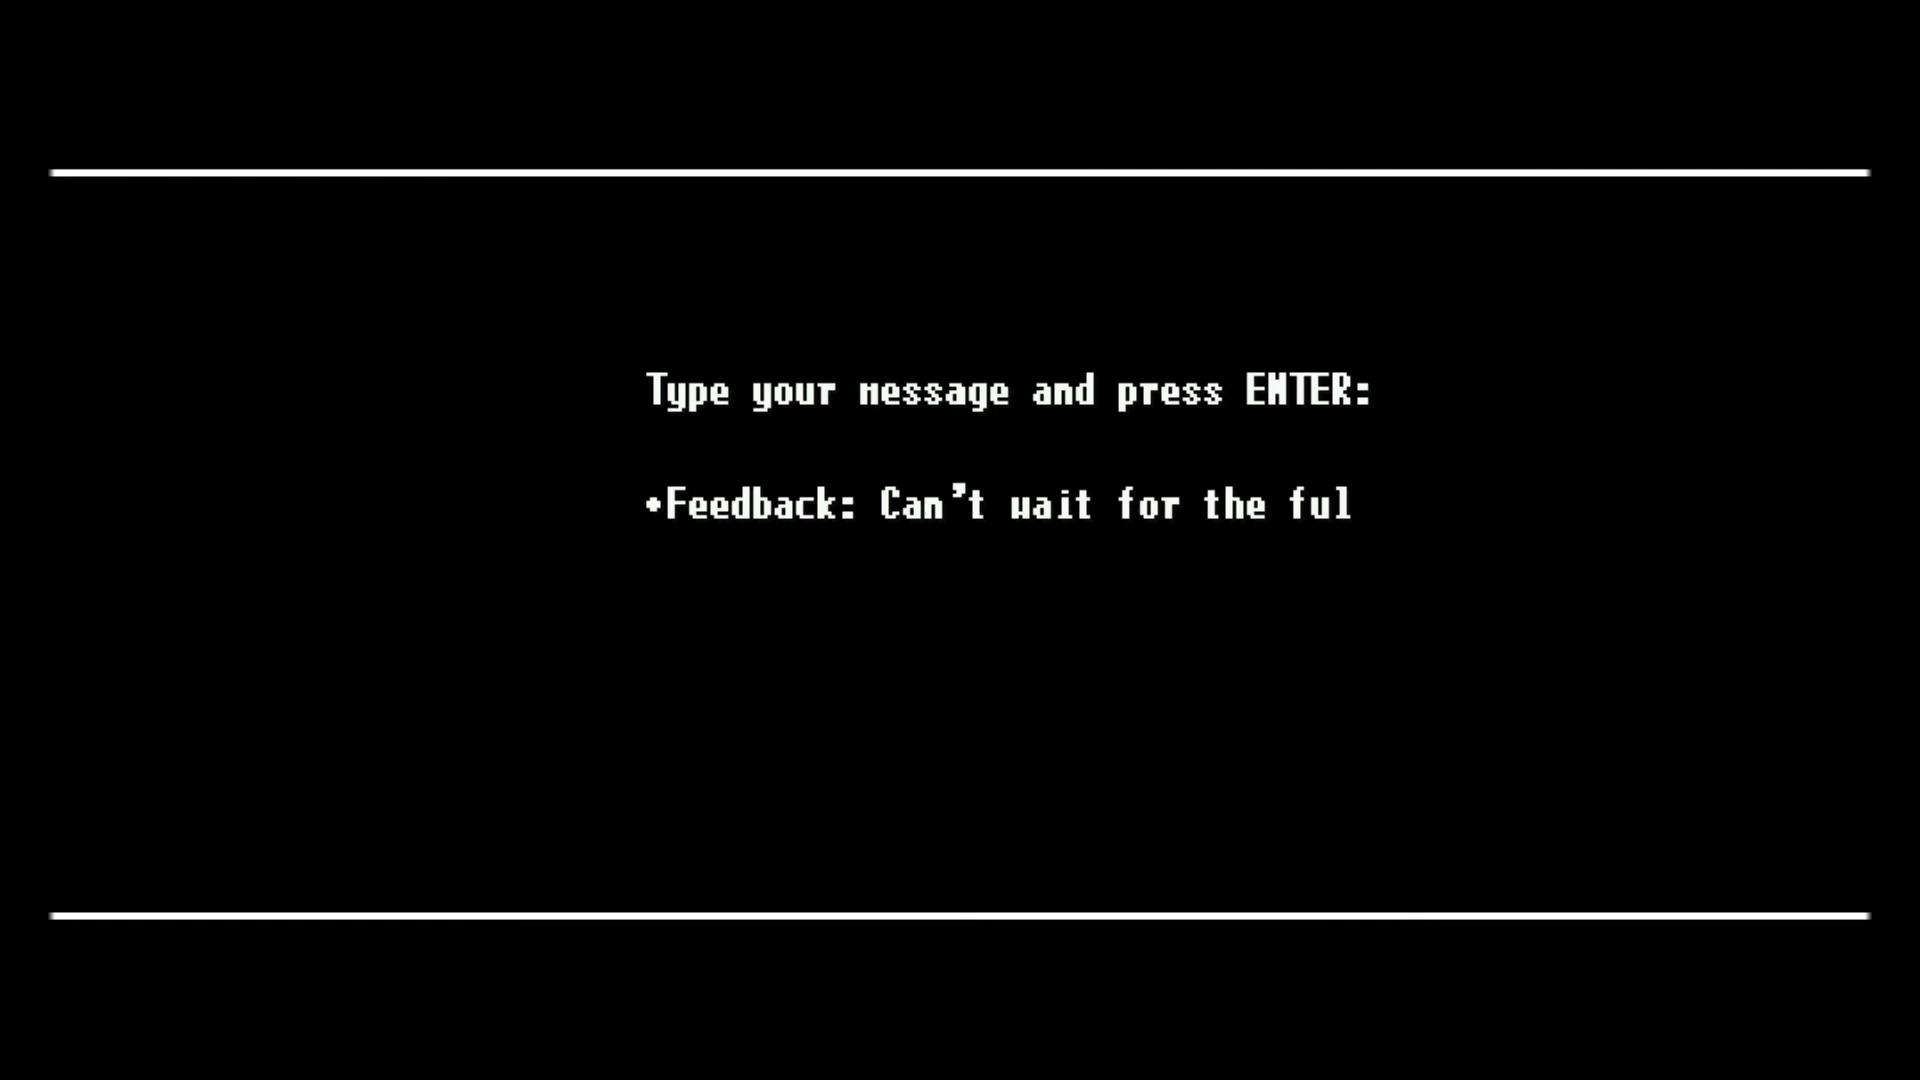 Type your message and press ENTER:
•Feedback: Can't wait for the ful